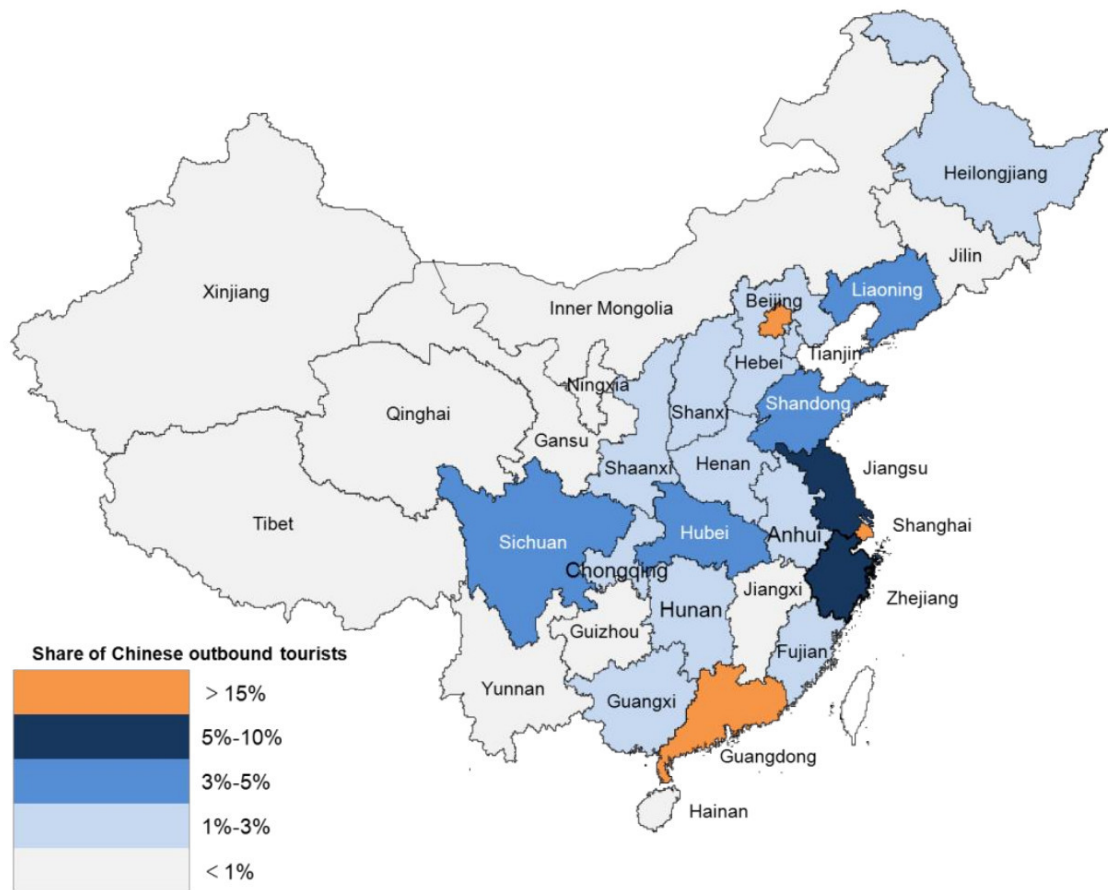 Heilongjiang
Jilin
Xinjiang
Liaoning
Beijing
Inner Mongolia
Tianjin
Hebei
Ningxia
Shandong
Qinghai
Shanxi
Gansu
Henan
Jiangsu
Shaanxi
Tibet
Shanghai
Sichuan
Hubei
Anhui
Chongqing
Jiangxi
Zhejiang
Hunan
Guizhou
Fujian
Yunnan
Guangxi
Guangdong
Hainan
Share of Chinese outbound tourists
> 15%
5%-10%
3%-5%
1%-3%
< 1%